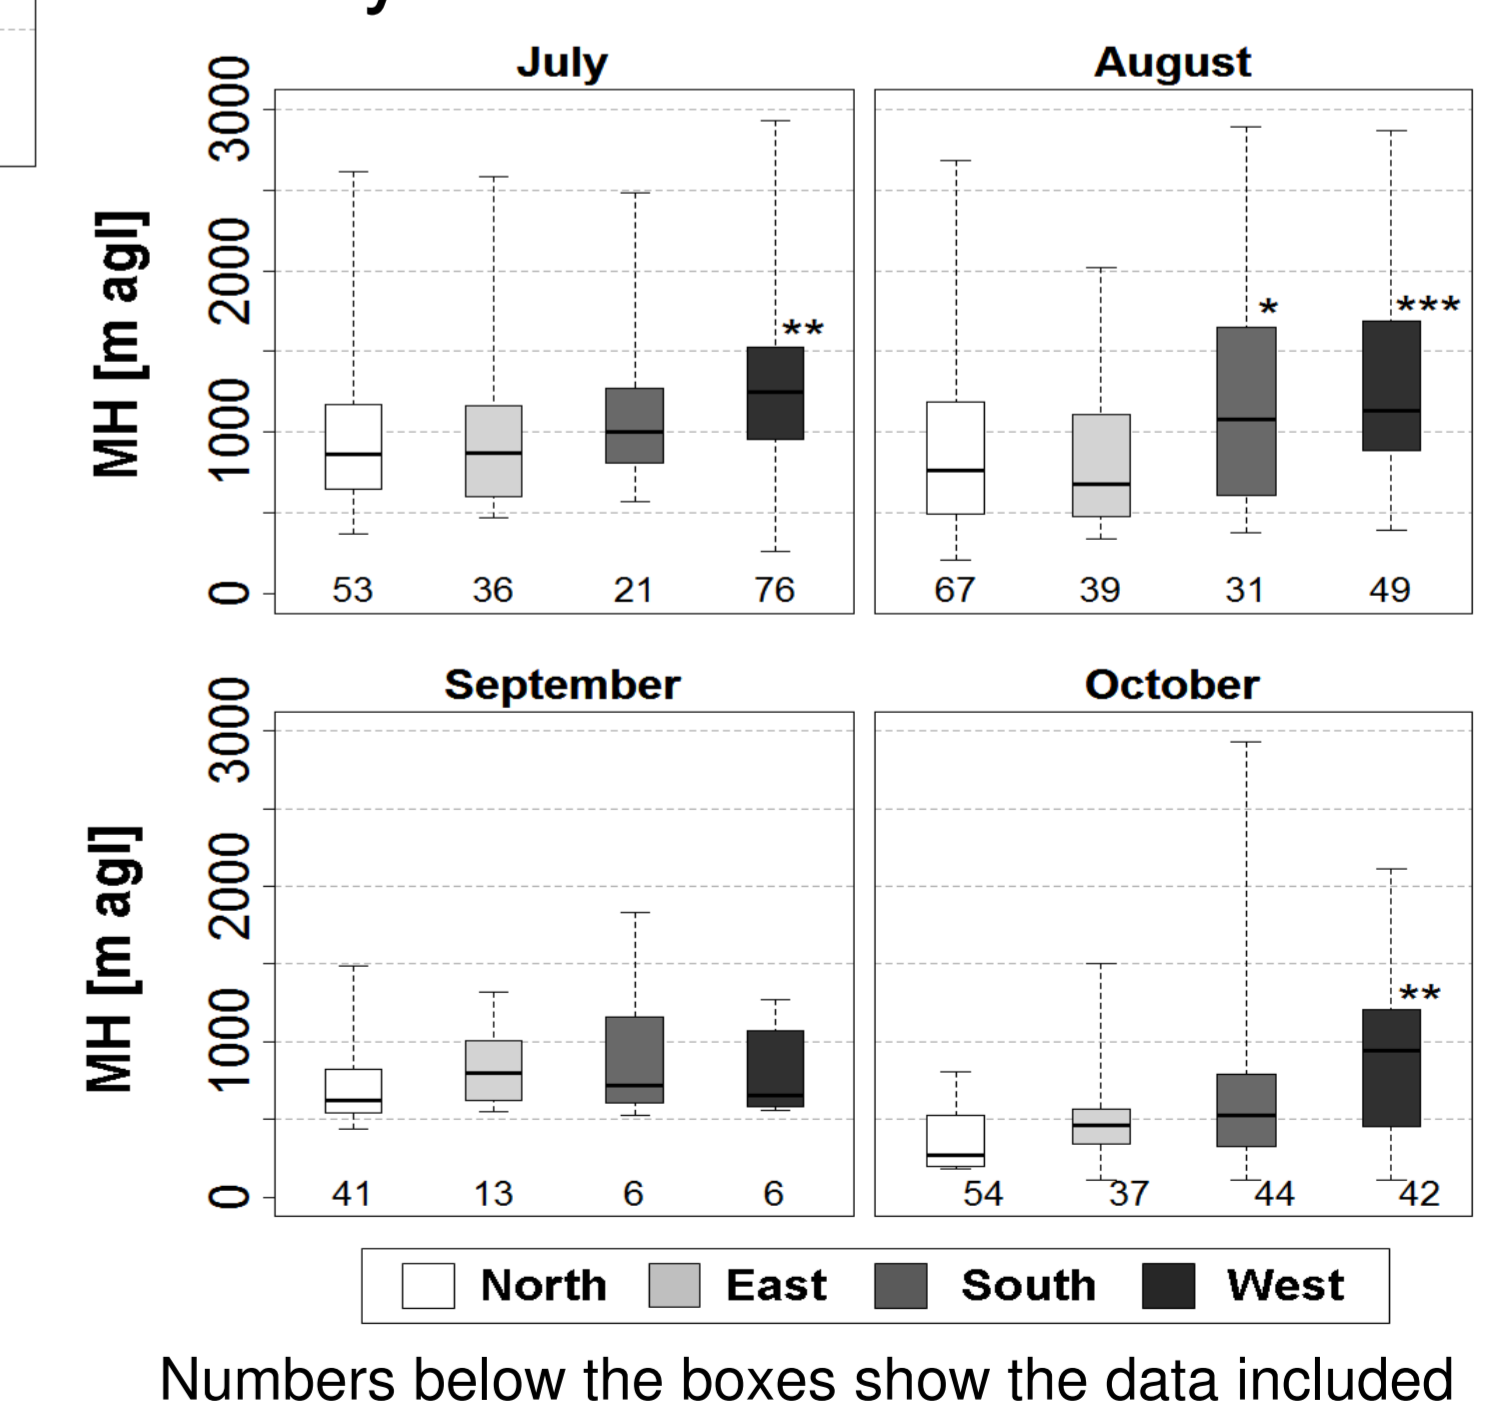 July August
3000
2000
1000
0
MH [m agl]
** * ***
53 36 21 76 67 39 31 49
September October
3000
2000
1000
0
MH [m agl]
**
41 13 6 6 54 37 44 42
North East South West
Numbers below the boxes show the data included